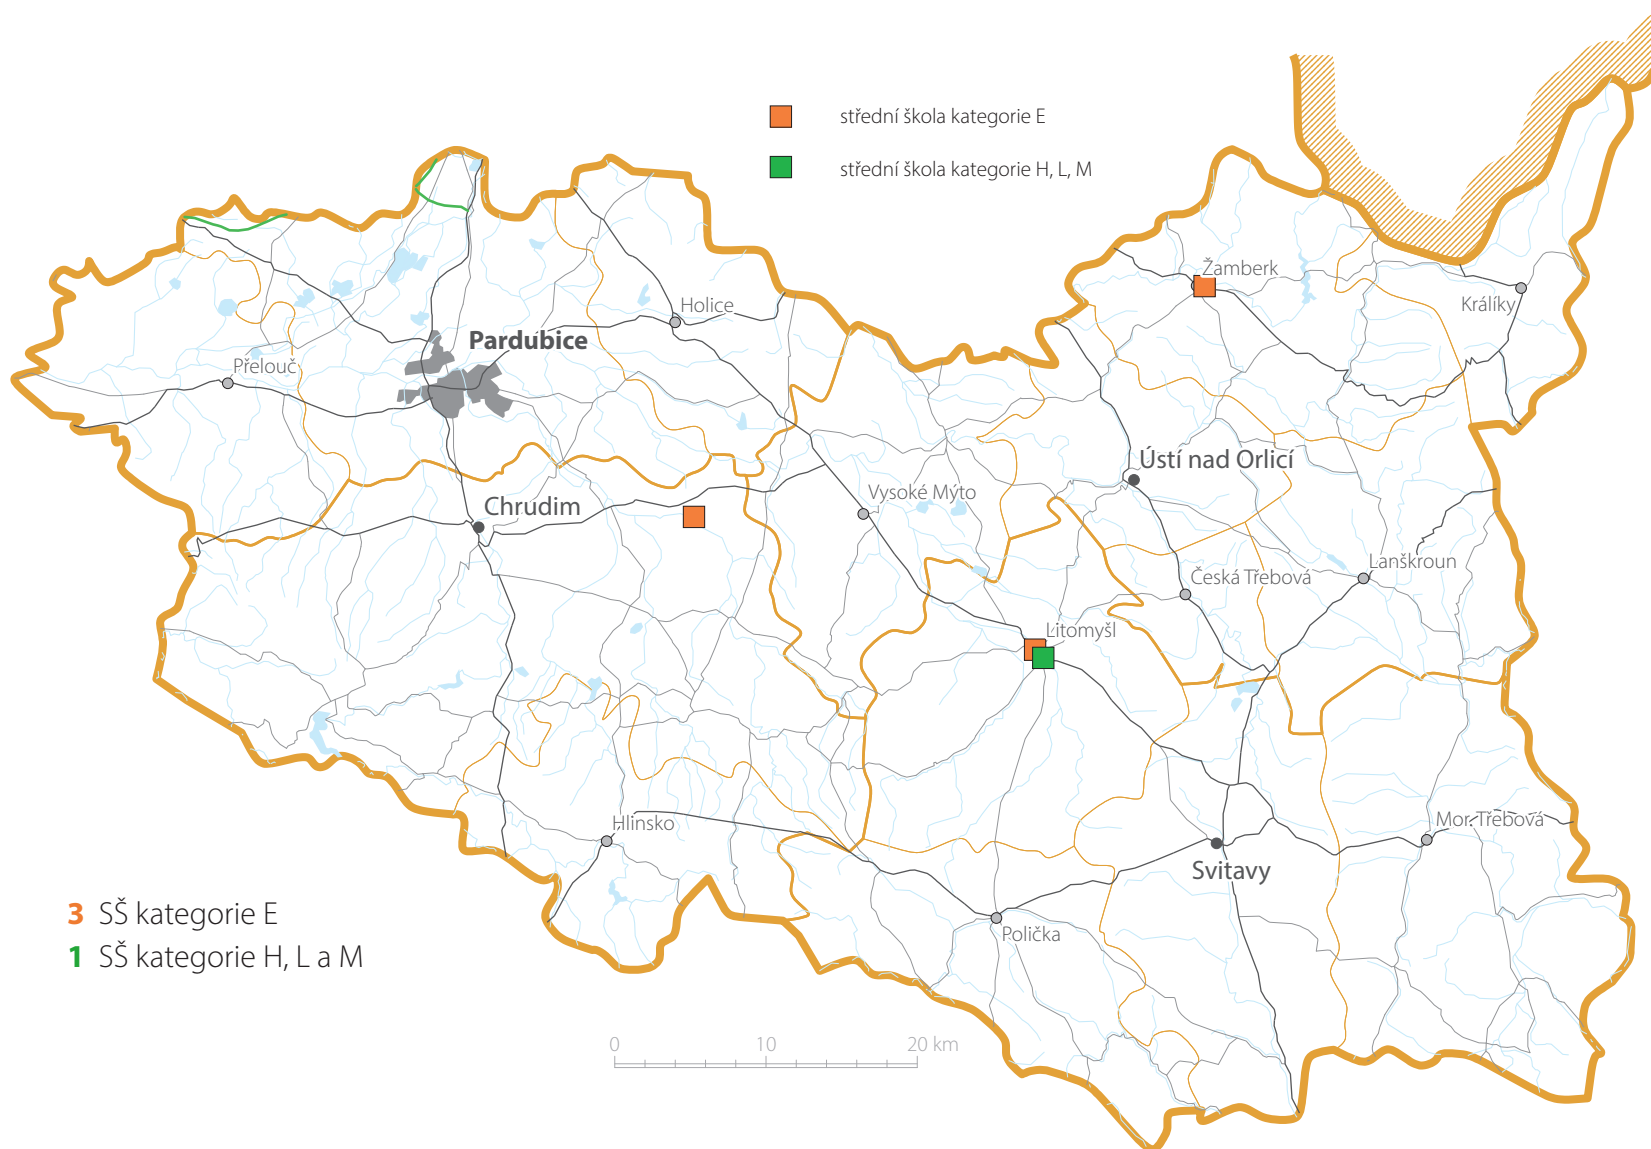 střední škola kategorie E
střední škola kategorie H, L, M
Žamberk
Králíky
Holice
Pardubice
Přelouč
Ústí nad Orlicí
Vysoké Mýto
Chrudim
Lanškroun
Česká Třebová
Litomyšl
Hlinsko
Mor. Třebová
Svitavy
Polička
3 SŠ kategorie E
1 SŠ kategorie H, L a M
0 10 20 km